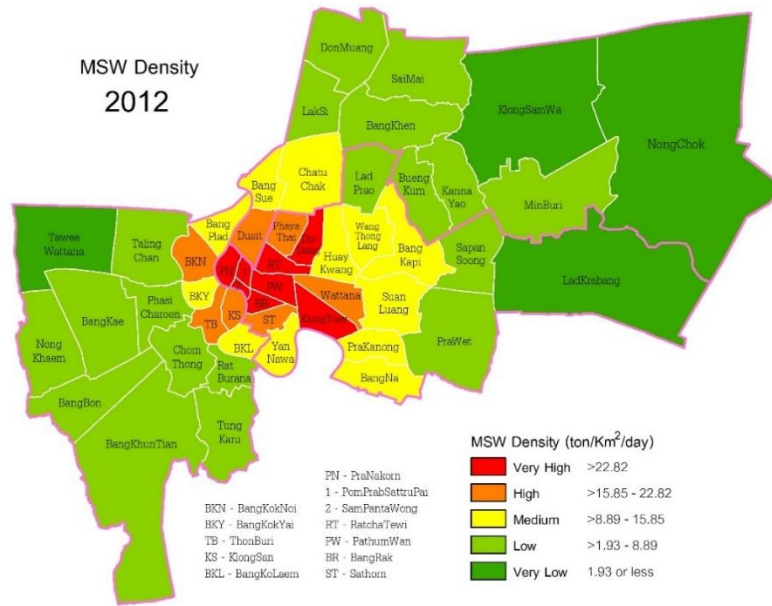 MSW Density
2012
DonMuang
SaiMai
LakSi
BangKhen
KlongSamWa
NongChok
Chatu
Chak
Bang
Sue
Lad
Prao
Bueng
Kum
Kanna
Yao
MinBuri
Tawee
Wattana
Taling
Chan
Bang
Plad
Dusit
Phaya
Thai
Din
Dang
Wang
Thong
Lang
Huay
Kwang
Bang
Kapi
Sapan
Soong
LadKrabang
BKN
PN
1
RT
PW
BR
Wattana
KlongToey
Suan
Luang
BKY
TB
KS
ST
BKL
Yan
Nawa
PraKanong
BangNa
PraWet
Phasi
Charoen
BangKae
Nong
Khaem
Chom
Thong
Rat
Burana
BangBon
BangKhunTian
Tung
Karu
BKN - BangKokNoi
BKY - BangKokYai
TB - ThonBuri
KS - KlongSan
BKL - BangKoLaem
PN - PraNakorn
1 - PomPrabSattruPai
2 - SamPantaWong
RT - RatchaTewi
PW - PathumWan
BR - BangRak
ST - Sathorn
MSW Density (ton/Km²/day)
Very High >22.82
High >15.85 - 22.82
Medium >8.89 - 15.85
Low >1.93 - 8.89
Very Low 1.93 or less